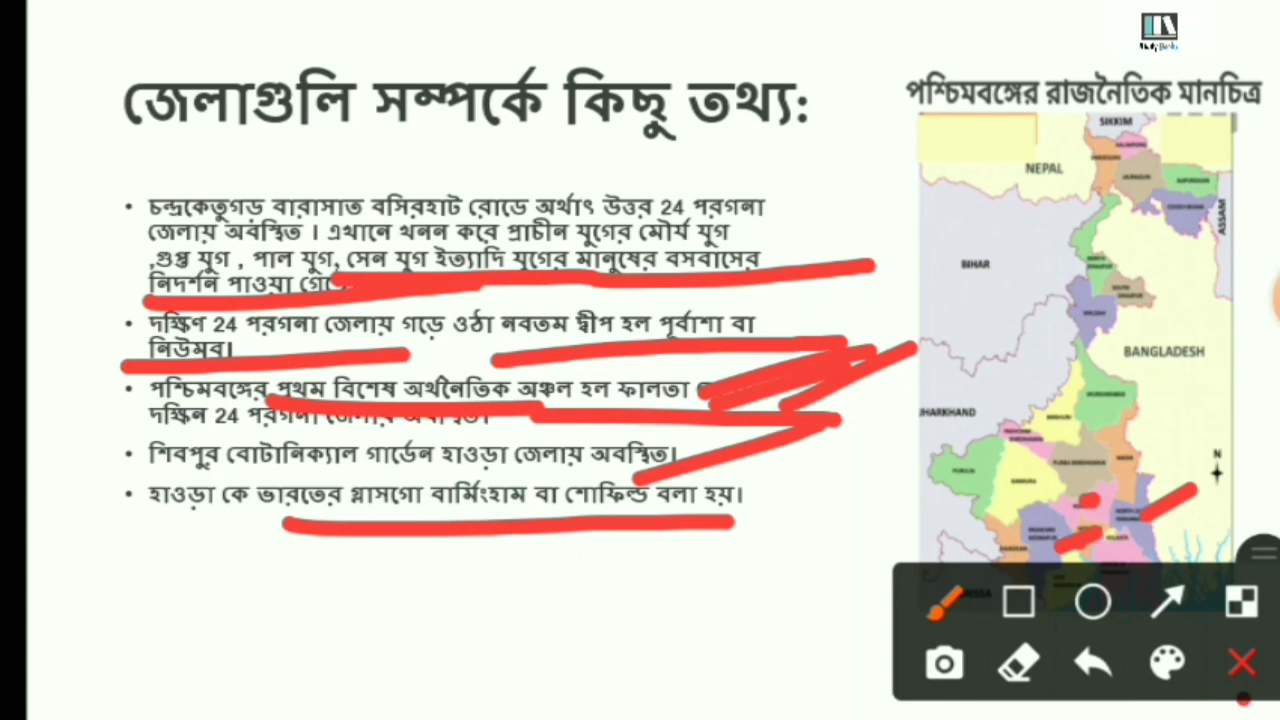 জেলাগুলি সম্পর্কে কিছু তথ্য:
পশ্চিমবঙ্গের রাজনৈতিক মানচিত্র
• চন্দ্রকেতুগড় বারাসাত বসিরহাট রোডে অর্থাৎ উত্তর 24 পরগনা
জেলায় অবস্থিত । এখানে খনন করে প্রাচীন যুগের মৌর্য যুগ
,গুপ্ত যুগ , পাল যুগ, সেন যুগ ইত্যাদি যুগের মানুষের বসবাসের
নিদর্শন পাওয়া
• দক্ষিণ 24 পরগনা জেলায় গড়ে ওঠা নবতম দ্বীপ হল পূর্বাশা বা
নিউমুর।
• পশ্চিমবঙ্গের প্রথম বিশেষ অর্থনৈতিক অঞ্চল হল ফালতা
দক্ষিন 24 পরগনা জেলায় অবস্থিত।
• শিবপুর বোটানিক্যাল গার্ডেন হাওড়া জেলায় অবস্থিত।
• হাওড়া কে ভারতের গ্লাসগো বার্মিংহাম বা শেফিল্ড বলা হয়।
SIKKIM
NEPAL
ASSAM
BIHAR
BANGLADESH
JHARKHAND
N